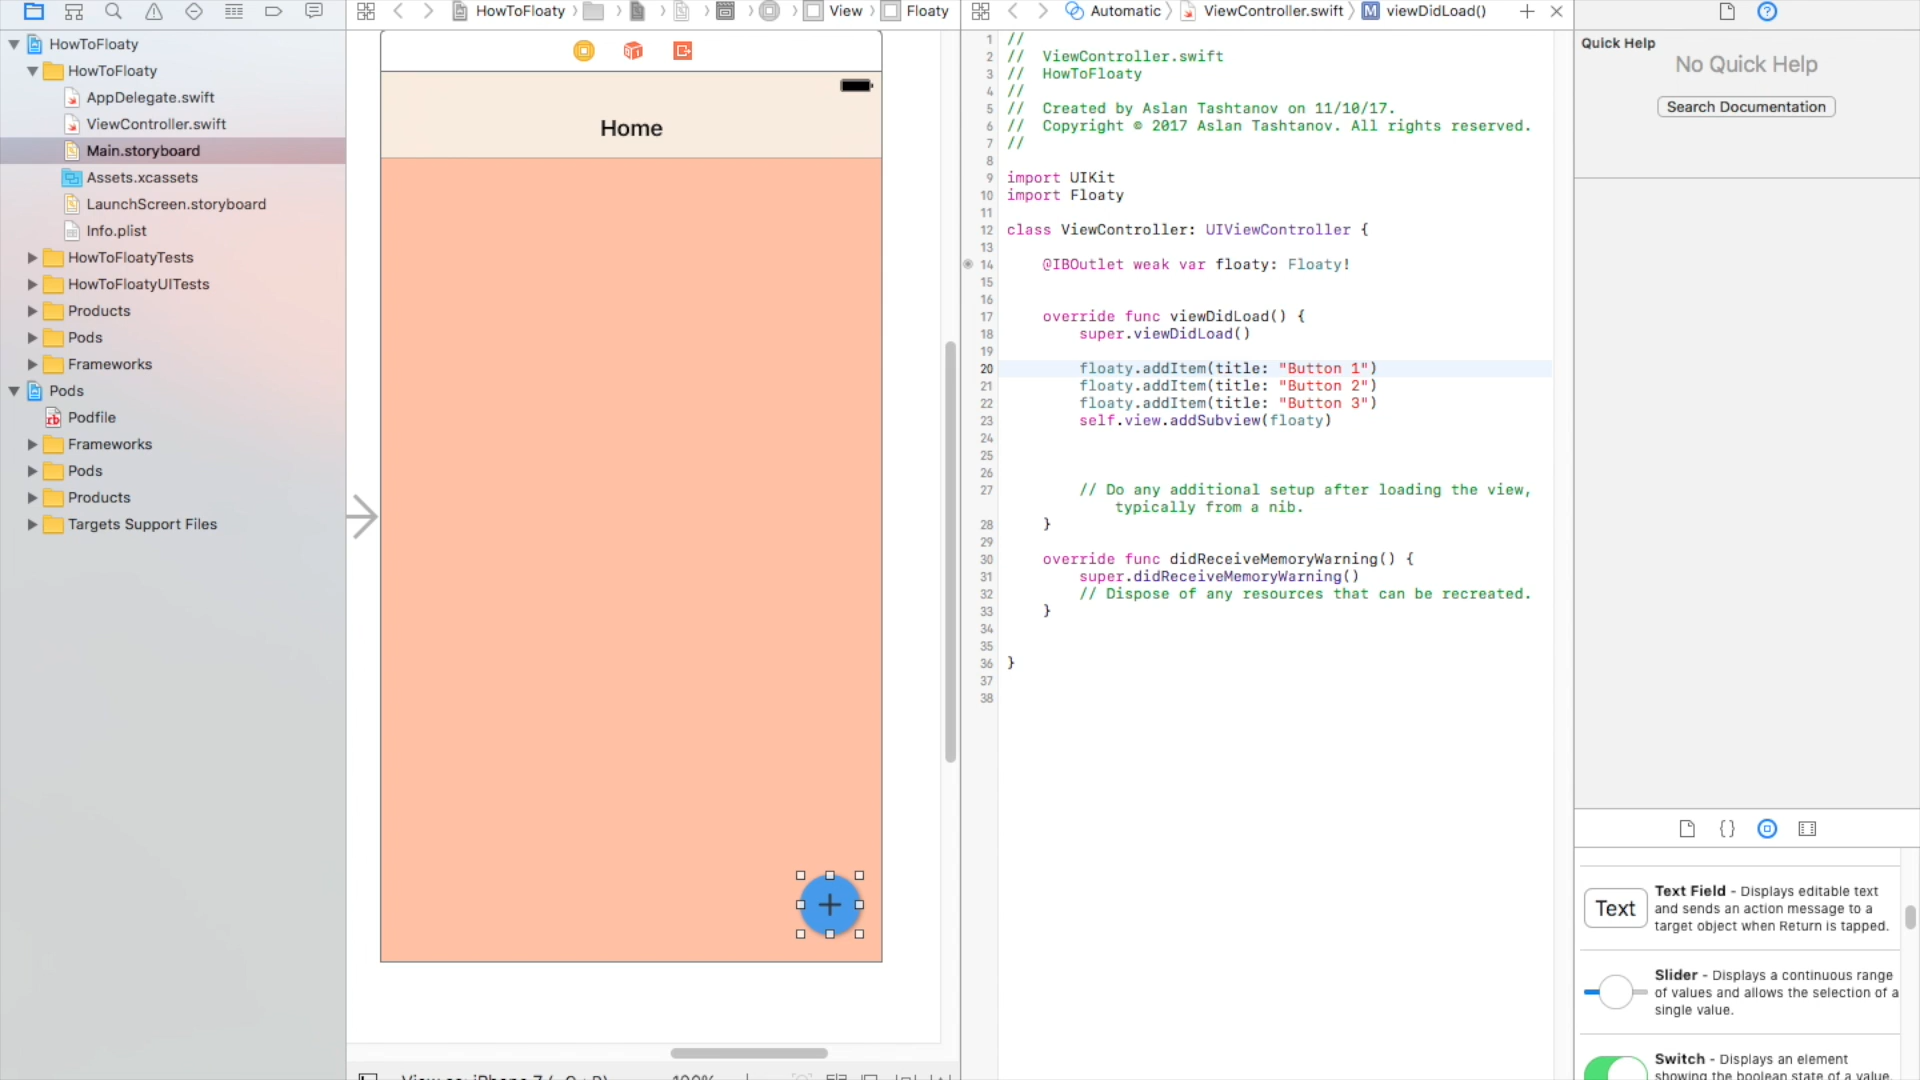 HowToFloaty
View
Floaty
Automatic
ViewController.swift
M
viewDidLoad()
HowToFloaty
HowToFloaty
AppDelegate.swift
ViewController.swift
Main.storyboard
Assets.xcassets
LaunchScreen.storyboard
Info.plist
HowToFloatyTests
HowToFloatyUITests
Products
Pods
Frameworks
Pods
Podfile
Frameworks
Pods
Products
Targets Support Files
Home
1 //
2 //  ViewController.swift
3 //  HowToFloaty
4 //
5 //  Created by Aslan Tashtanov on 11/10/17.
6 //  Copyright © 2017 Aslan Tashtanov. All rights reserved.
7 //
8
9 import UIKit
10 import Floaty
11
12 class ViewController: UIViewController {
13
14     @IBOutlet weak var floaty: Floaty!
15
16
17     override func viewDidLoad() {
18         super.viewDidLoad()
19
20         floaty.addItem(title: "Button 1")
21         floaty.addItem(title: "Button 2")
22         floaty.addItem(title: "Button 3")
23         self.view.addSubview(floaty)
24
25
26
27         // Do any additional setup after loading the view,
typically from a nib.
28     }
29
30     override func didReceiveMemoryWarning() {
31         super.didReceiveMemoryWarning()
32         // Dispose of any resources that can be recreated.
33     }
34
35
36 }
37
38
Quick Help
No Quick Help
Search Documentation
{}
Text
Text Field - Displays editable text
and sends an action message to a
target object when Return is tapped.
Slider - Displays a continuous range
of values and allows the selection of a
single value.
Switch - Displays an element
showing the boolean state of a value.